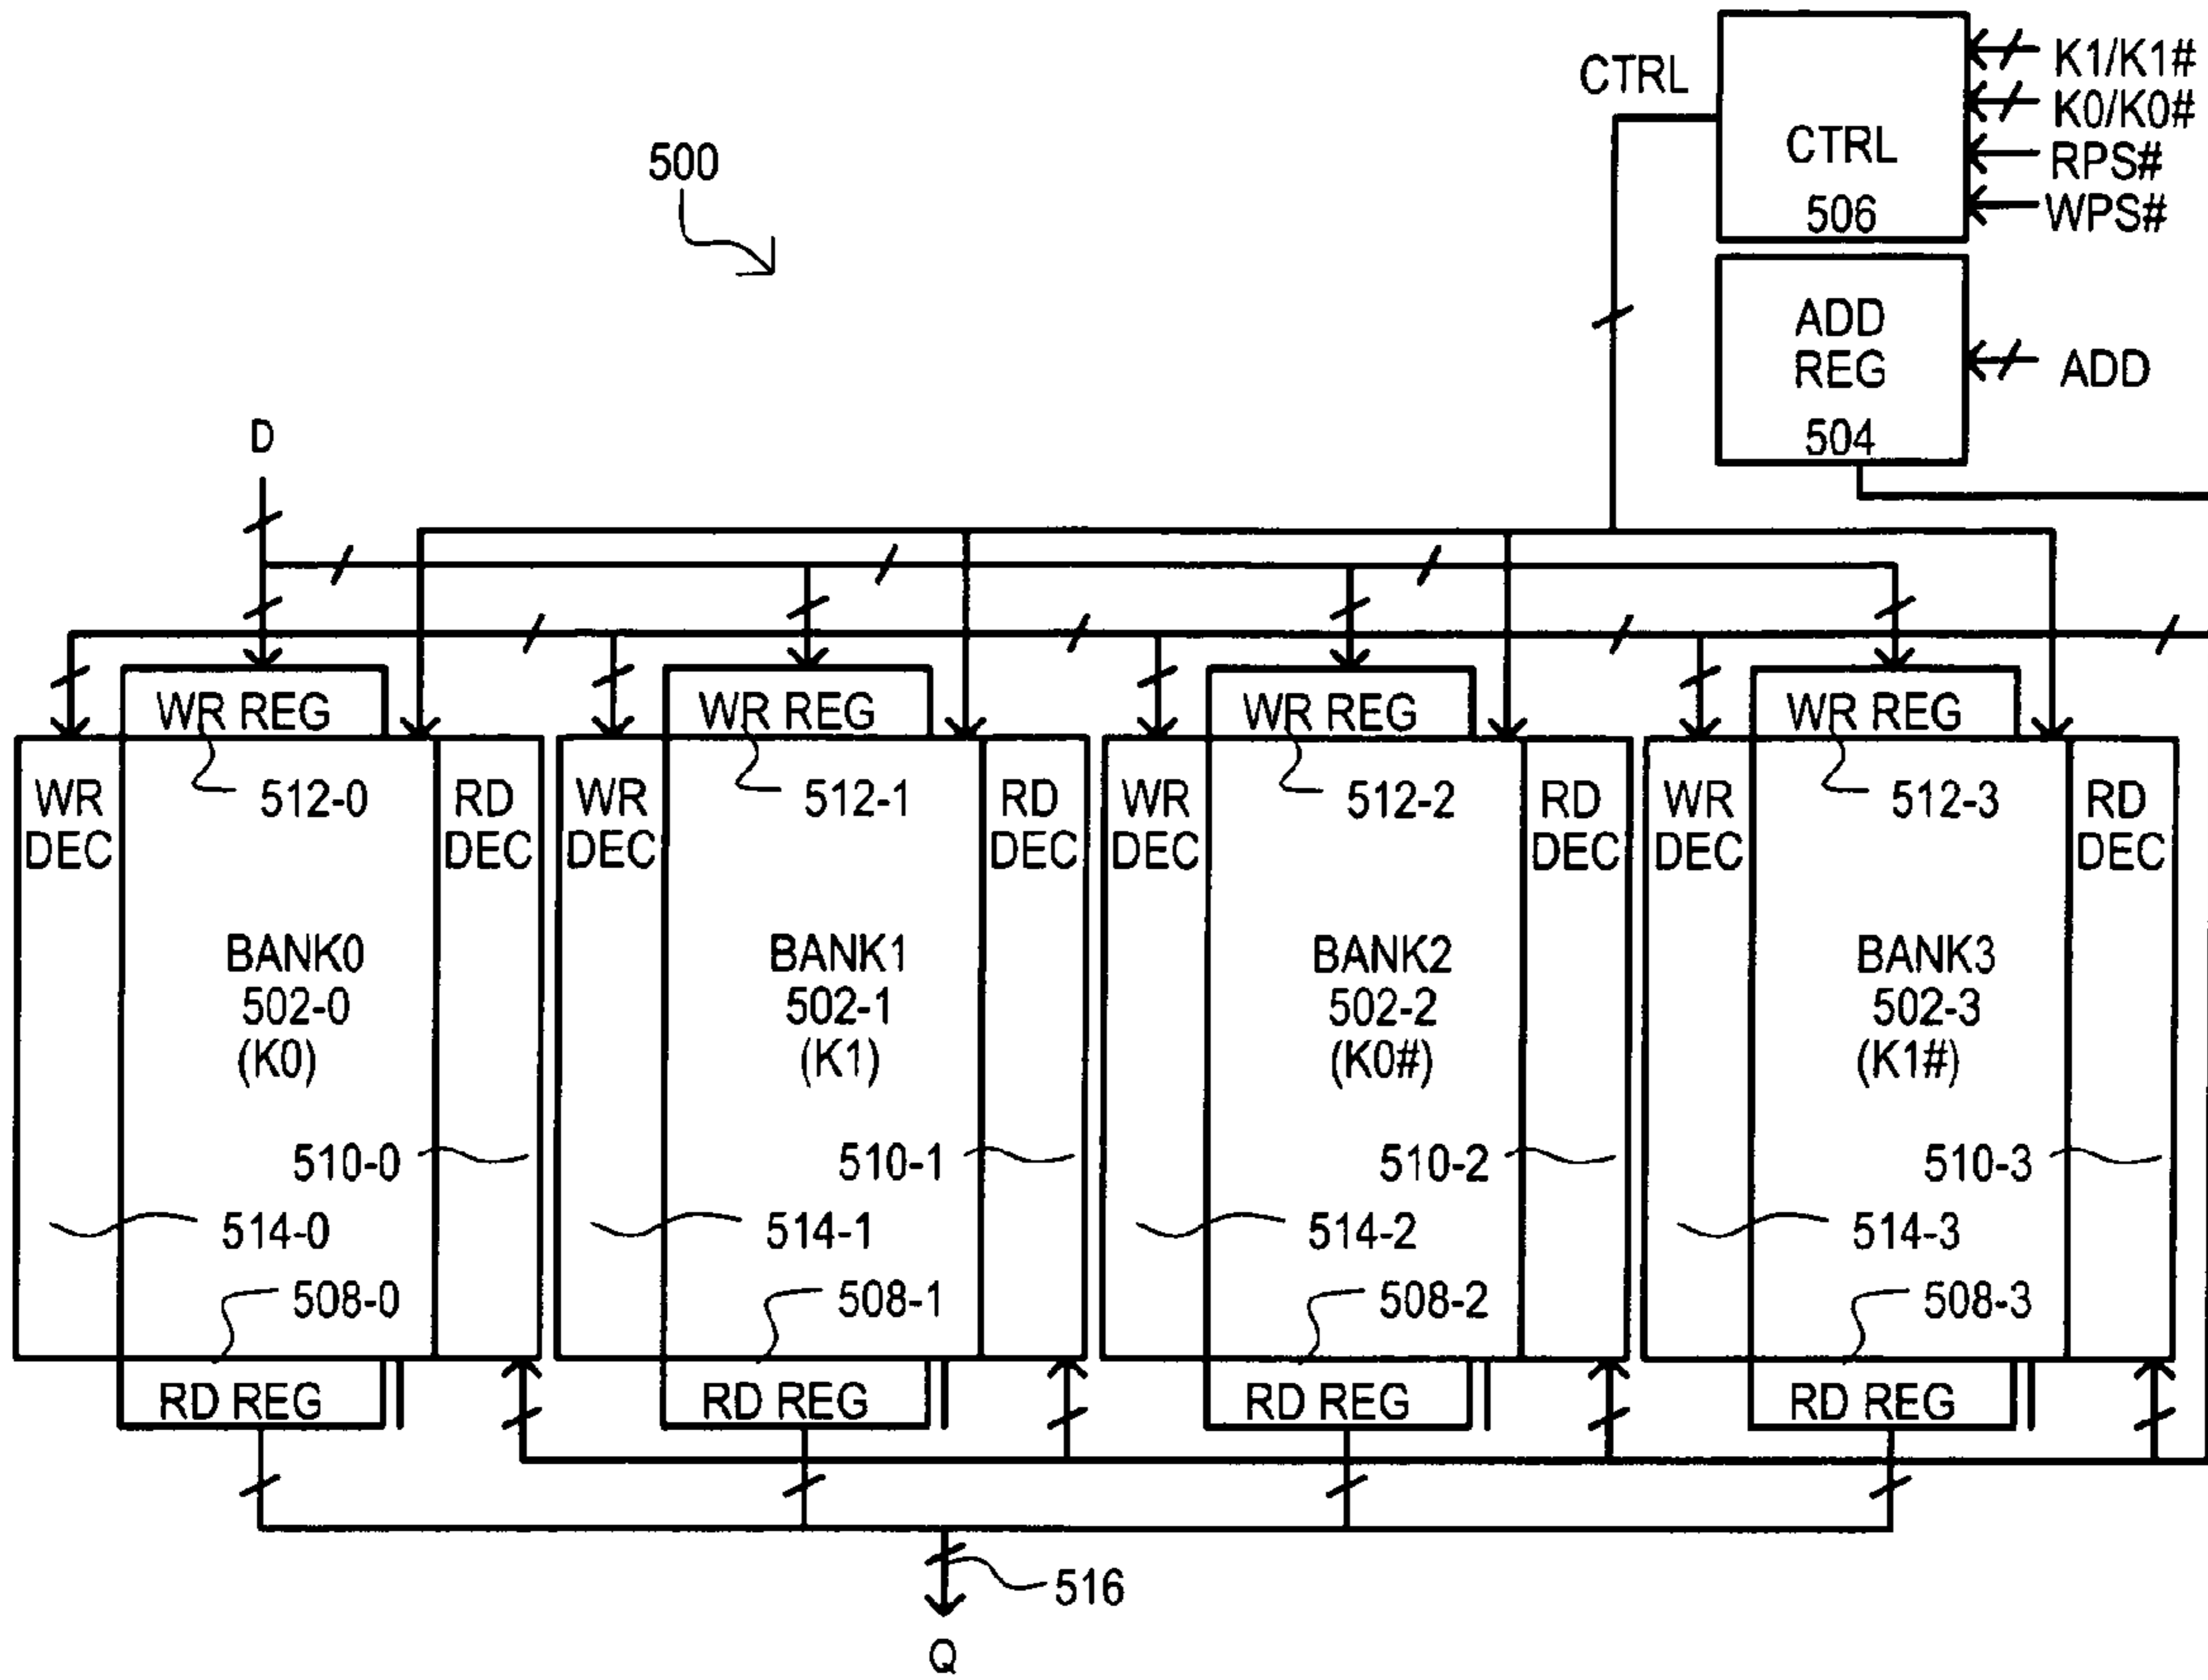 K1/K1#
CTRL
K0/K0#
CTRL
506
RPS#
WPS#
500
ADD
REG
504
ADD
D
WR REG
WR REG
WR REG
WR REG
WR
DEC
512-0
RD
DEC
WR
DEC
512-1
RD
DEC
WR
DEC
512-2
RD
DEC
WR
DEC
512-3
RD
DEC
BANK0
502-0
(K0)
BANK1
502-1
(K1)
BANK2
502-2
(K0#)
BANK3
502-3
(K1#)
510-0
510-1
510-2
510-3
514-0
514-1
514-2
514-3
508-0
508-1
508-2
508-3
RD REG
RD REG
RD REG
RD REG
516
Q